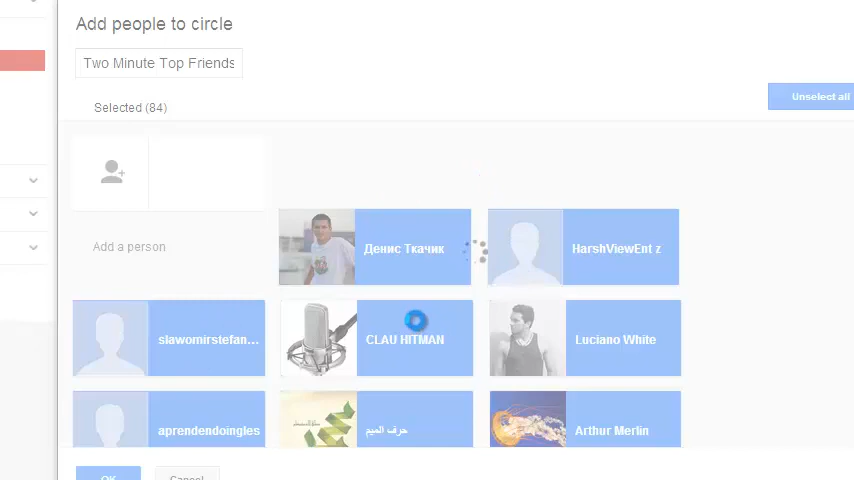 Add people to circle
Two Minute Top Friends
Selected (84)
Unselect all
Add a person
Денис Ткачик
HarshViewEnt z
slawomirstefan...
CLAU HITMAN
Luciano White
aprendendoingles
حرف الميم
Arthur Merlin
OK
Cancel